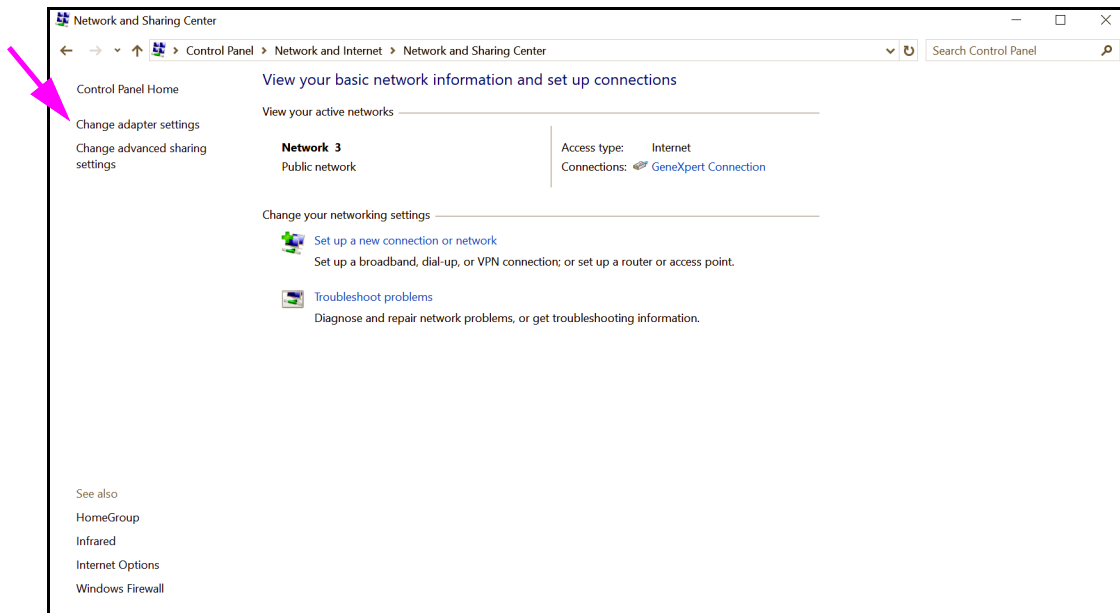 Network and Sharing Center
Control Panel > Network and Internet > Network and Sharing Center
Search Control Panel
Control Panel Home
Change adapter settings
Change advanced sharing
settings
View your basic network information and set up connections
View your active networks
Network 3
Public network
Access type: Internet
Connections: GeneXpert Connection
Change your networking settings
Set up a new connection or network
Set up a broadband, dial-up, or VPN connection; or set up a router or access point.
Troubleshoot problems
Diagnose and repair network problems, or get troubleshooting information.
See also
HomeGroup
Infrared
Internet Options
Windows Firewall